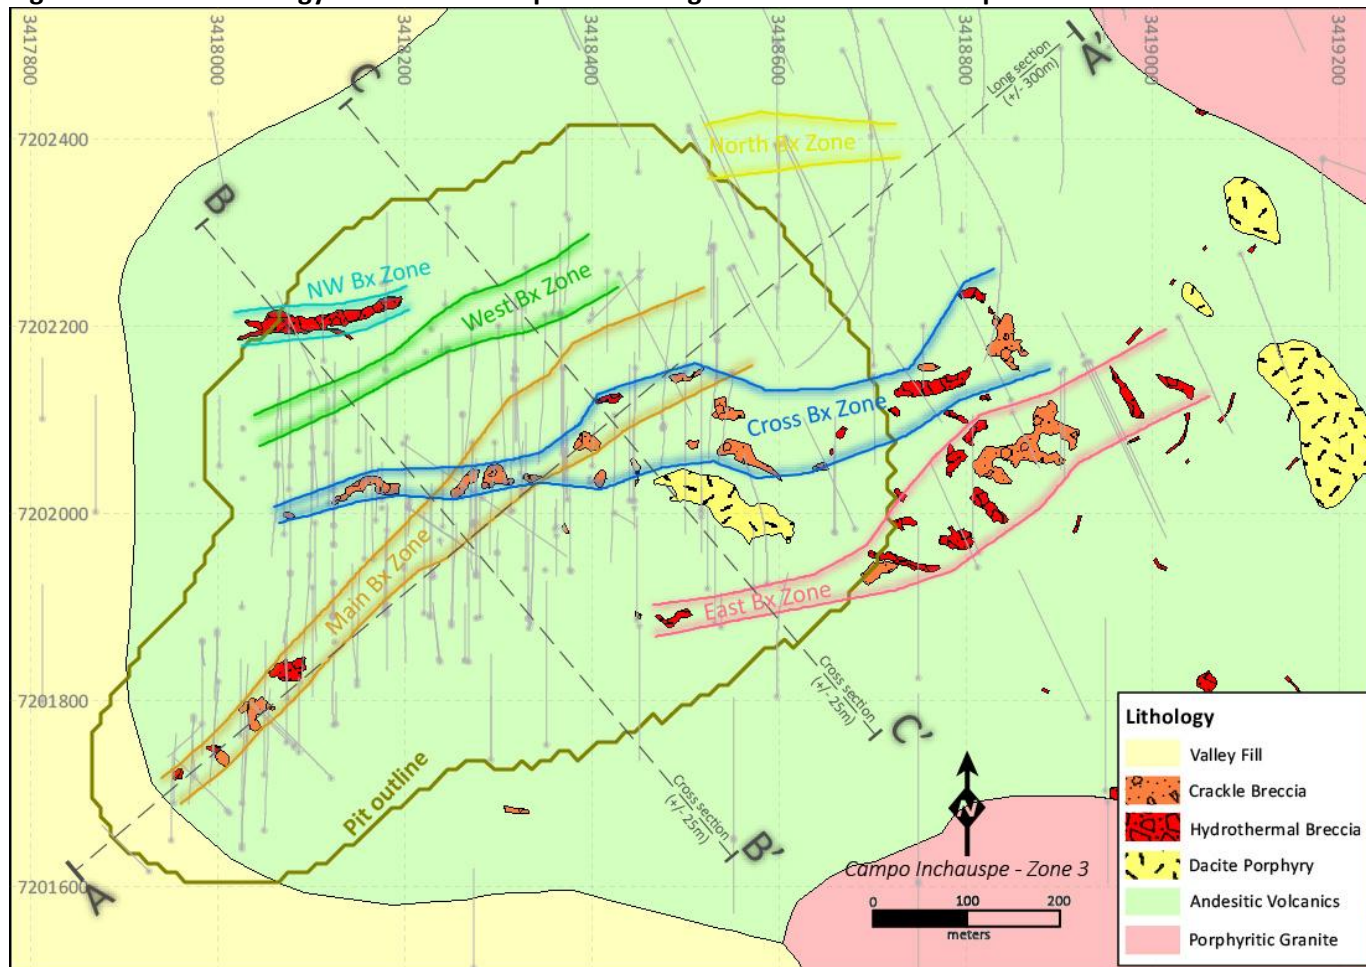 3417800
3418000
3418200
3418400
3418600
3418800
3419000
3419200
7202400
7202200
7202000
7201800
7201600
A'
Long section
(+/- 300m)
C
B
North Bx Zone
NW Bx Zone
West Bx Zone
Cross Bx Zone
Main Bx Zone
East Bx Zone
Cross section
(+/- 25m)
C'
Pit outline
Cross section
(+/- 25m)
B'
A
N
Campo Inchauspe - Zone 3
0 100 200
meters
Lithology
Valley Fill
Crackle Breccia
Hydrothermal Breccia
Dacite Porphyry
Andesitic Volcanics
Porphyritic Granite